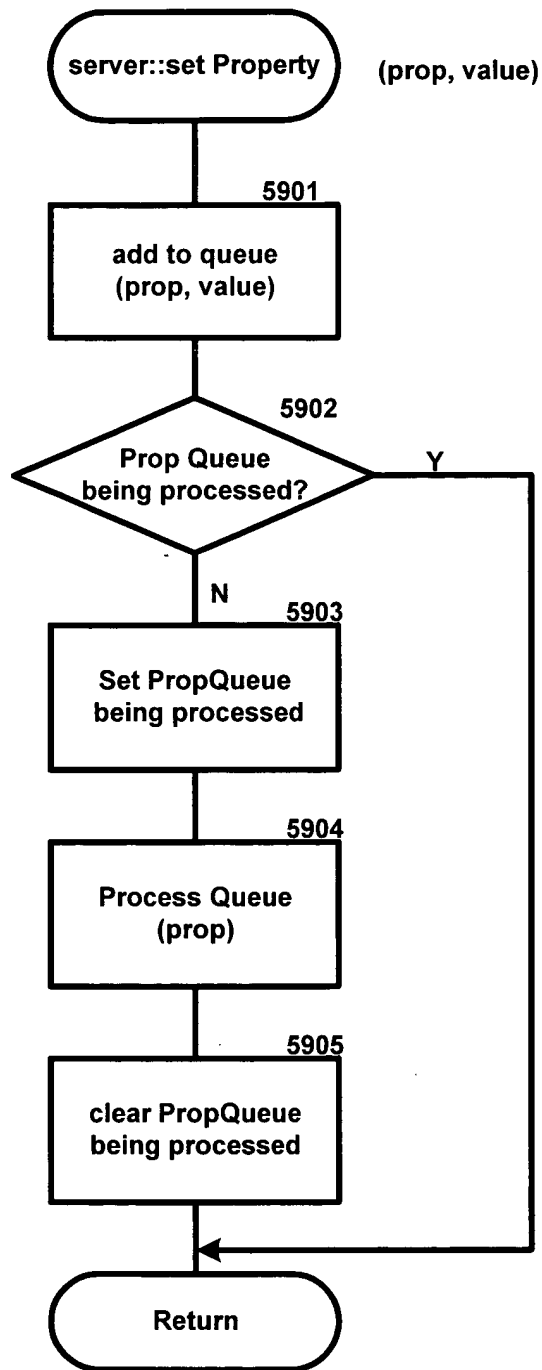 server::set Property
(prop, value)
5901
add to queue
(prop, value)
5902
Prop Queue
being processed?
Y
N
5903
Set PropQueue
being processed
5904
Process Queue
(prop)
5905
clear PropQueue
being processed
Return